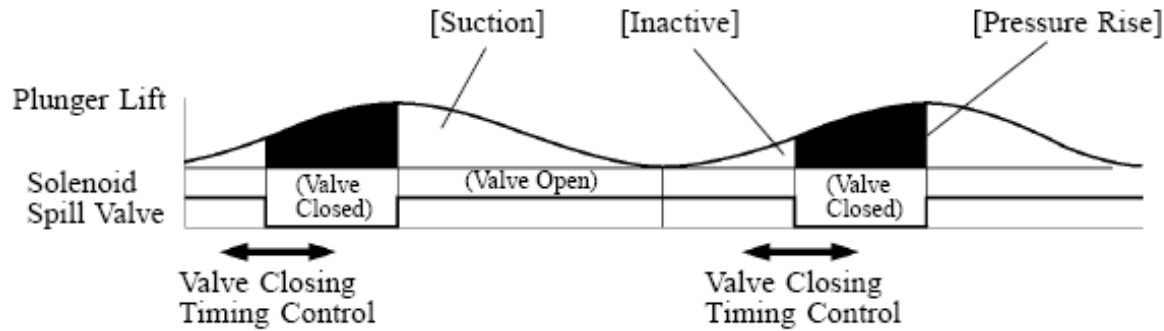 [Suction]
[Inactive]
[Pressure Rise]
Plunger Lift
Solenoid
Spill Valve
(Valve
Closed)
(Valve Open)
(Valve
Closed)
Valve Closing
Timing Control
Valve Closing
Timing Control